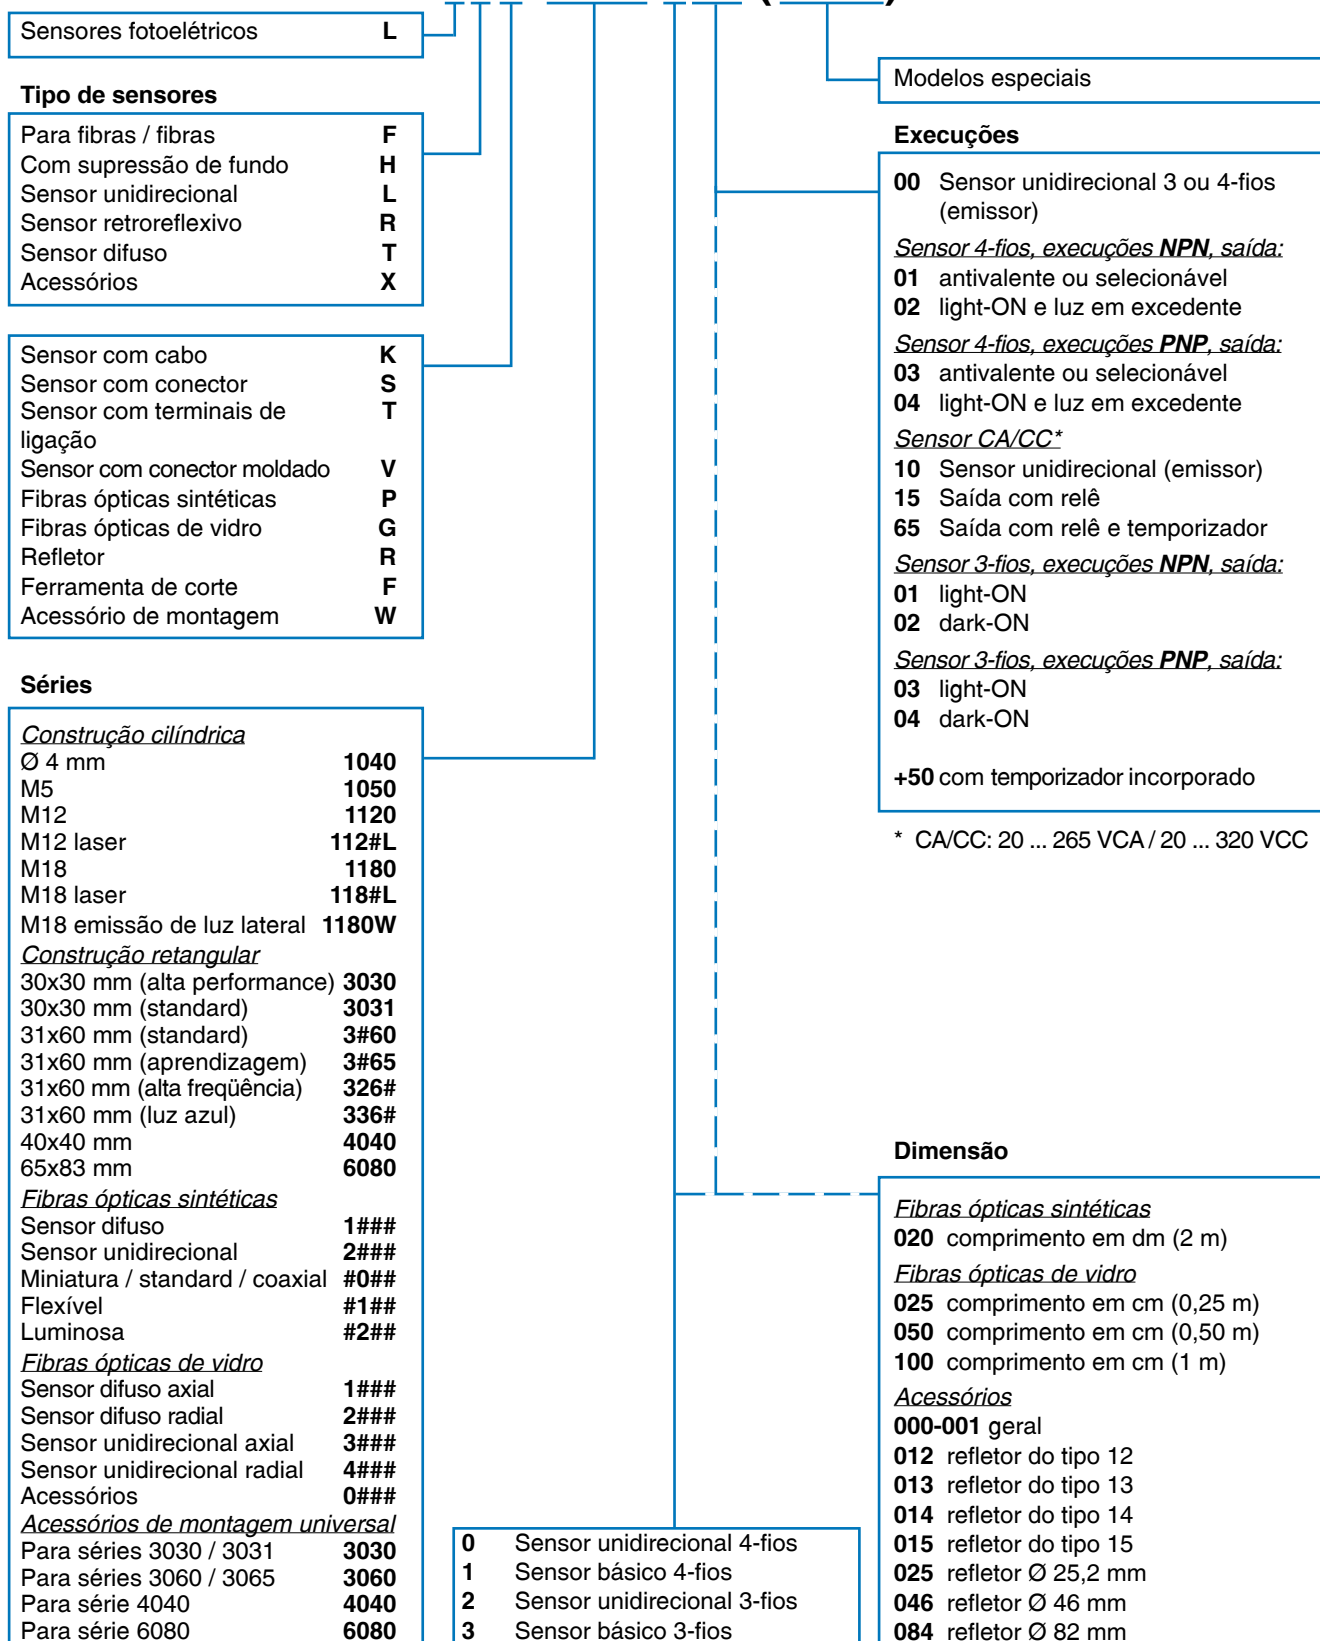 Sensores fotoelétricos L
Tipo de sensores
Para fibras / fibras F
Com supressão de fundo H
Sensor unidirecional L
Sensor retroreflexivo R
Sensor difuso T
Acessórios X
Sensor com cabo K
Sensor com conector S
Sensor com terminais de T
ligação
Sensor com conector moldado V
Fibras ópticas sintéticas P
Fibras ópticas de vidro G
Refletor R
Ferramenta de corte F
Acessório de montagem W
Séries
Construção cilíndrica
Ø 4 mm 1040
M5 1050
M12 1120
M12 laser 112#L
M18 1180
M18 laser 118#L
M18 emissão de luz lateral 1180W
Construção retangular
30x30 mm (alta performance) 3030
30x30 mm (standard) 3031
31x60 mm (standard) 3#60
31x60 mm (aprendizagem) 3#65
31x60 mm (alta freqüência) 326#
31x60 mm (luz azul) 336#
40x40 mm 4040
65x83 mm 6080
Fibras ópticas sintéticas
Sensor difuso 1###
Sensor unidirecional 2###
Miniatura / standard / coaxial #0##
Flexível #1##
Luminosa #2##
Fibras ópticas de vidro
Sensor difuso axial 1###
Sensor difuso radial 2###
Sensor unidirecional axial 3###
Sensor unidirecional radial 4###
Acessórios 0###
Acessórios de montagem universal
Para séries 3030 / 3031 3030
Para séries 3060 / 3065 3060
Para série 4040 4040
Para série 6080 6080
0 Sensor unidirecional 4-fios
1 Sensor básico 4-fios
2 Sensor unidirecional 3-fios
3 Sensor básico 3-fios
Modelos especiais
Execuções
00 Sensor unidirecional 3 ou 4-fios
(emissor)
Sensor 4-fios, execuções NPN, saída:
01 antivalente ou selecionável
02 light-ON e luz em excedente
Sensor 4-fios, execuções PNP, saída:
03 antivalente ou selecionável
04 light-ON e luz em excedente
Sensor CA/CC*
10 Sensor unidirecional (emissor)
15 Saída com relê
65 Saída com relê e temporizador
Sensor 3-fios, execuções NPN, saída:
01 light-ON
02 dark-ON
Sensor 3-fios, execuções PNP, saída:
03 light-ON
04 dark-ON
+50 com temporizador incorporado
* CA/CC: 20 ... 265 VCA / 20 ... 320 VCC
Dimensão
Fibras ópticas sintéticas
020 comprimento em dm (2 m)
Fibras ópticas de vidro
025 comprimento em cm (0,25 m)
050 comprimento em cm (0,50 m)
100 comprimento em cm (1 m)
Acessórios
000-001 geral
012 refletor do tipo 12
013 refletor do tipo 13
014 refletor do tipo 14
015 refletor do tipo 15
025 refletor Ø 25,2 mm
046 refletor Ø 46 mm
084 refletor Ø 82 mm